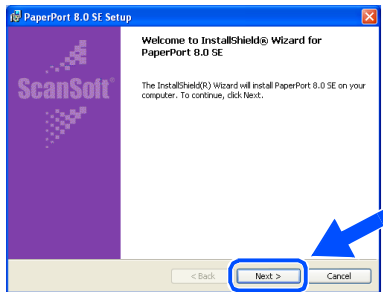 PaperPort 8.0 SE Setup
Welcome to InstallShield® Wizard for
PaperPort 8.0 SE
ScanSoft®
The InstallShield(R) Wizard will install PaperPort 8.0 SE on your
computer. To continue, click Next.
< Back Next > Cancel